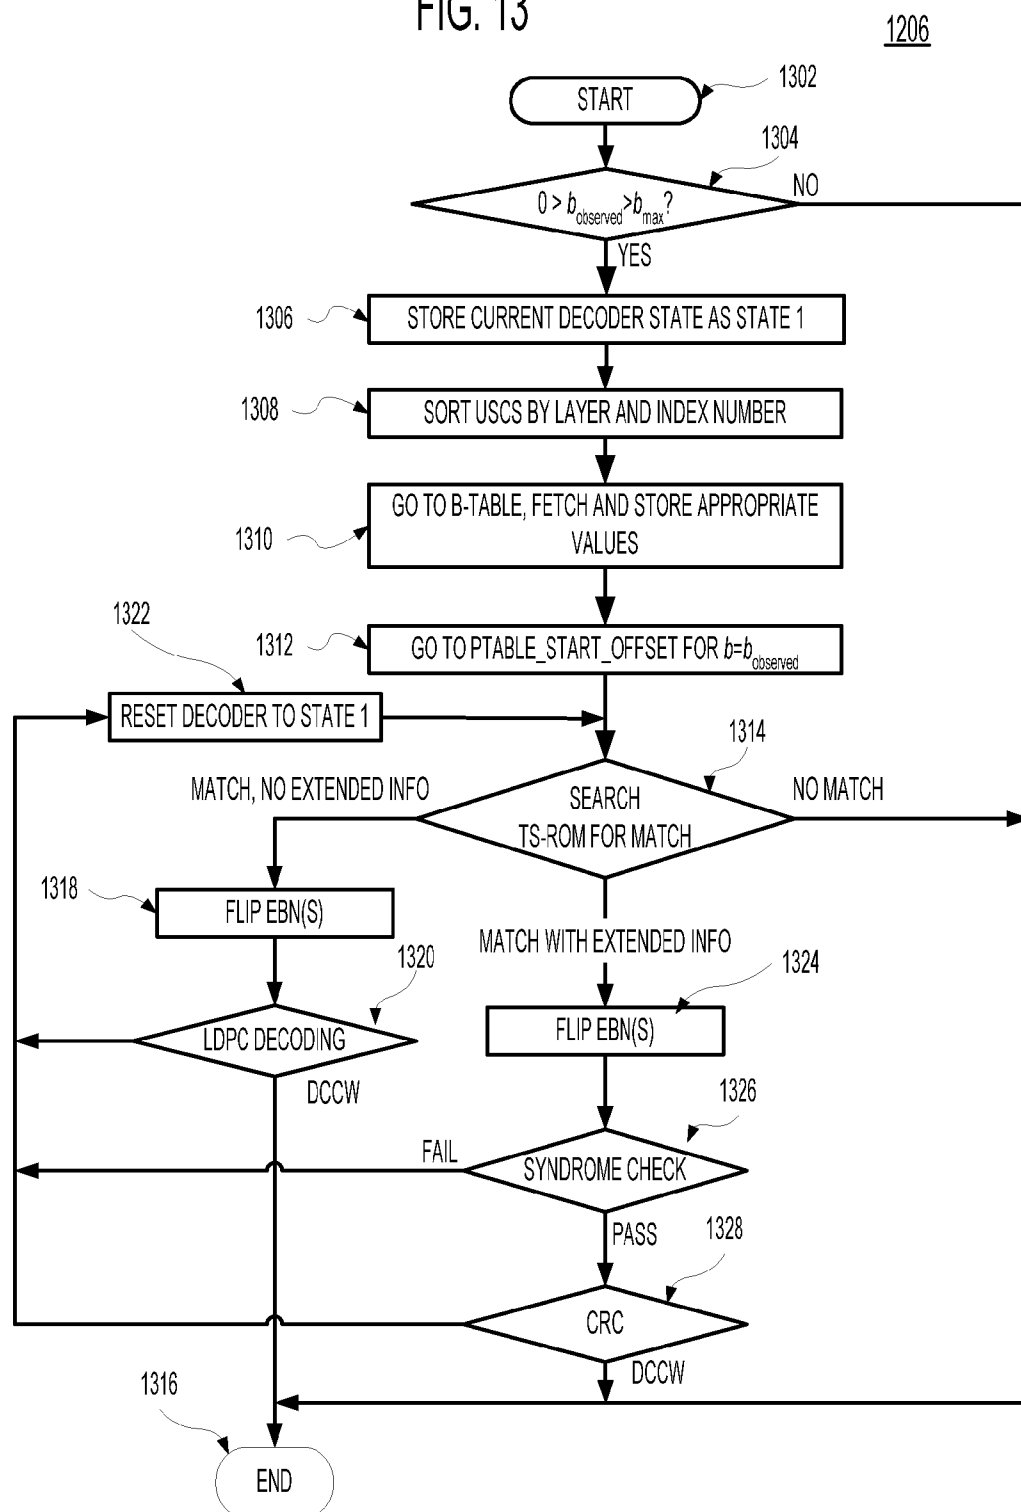 FIG. 13
1206
START
1302
1304
0 > b observed >b max ?
NO
YES
1306
STORE CURRENT DECODER STATE AS STATE 1
1308
SORT USCS BY LAYER AND INDEX NUMBER
1310
GO TO B-TABLE, FETCH AND STORE APPROPRIATE
VALUES
1322
1312
GO TO PTABLE_START_OFFSET FOR b=b observed
RESET DECODER TO STATE 1
1314
MATCH, NO EXTENDED INFO
SEARCH
TS-ROM FOR MATCH
NO MATCH
1318
FLIP EBN(S)
MATCH WITH EXTENDED INFO
1320
1324
FLIP EBN(S)
LDPC DECODING
DCCW
1326
FAIL
SYNDROME CHECK
PASS
1328
CRC
DCCW
1316
END